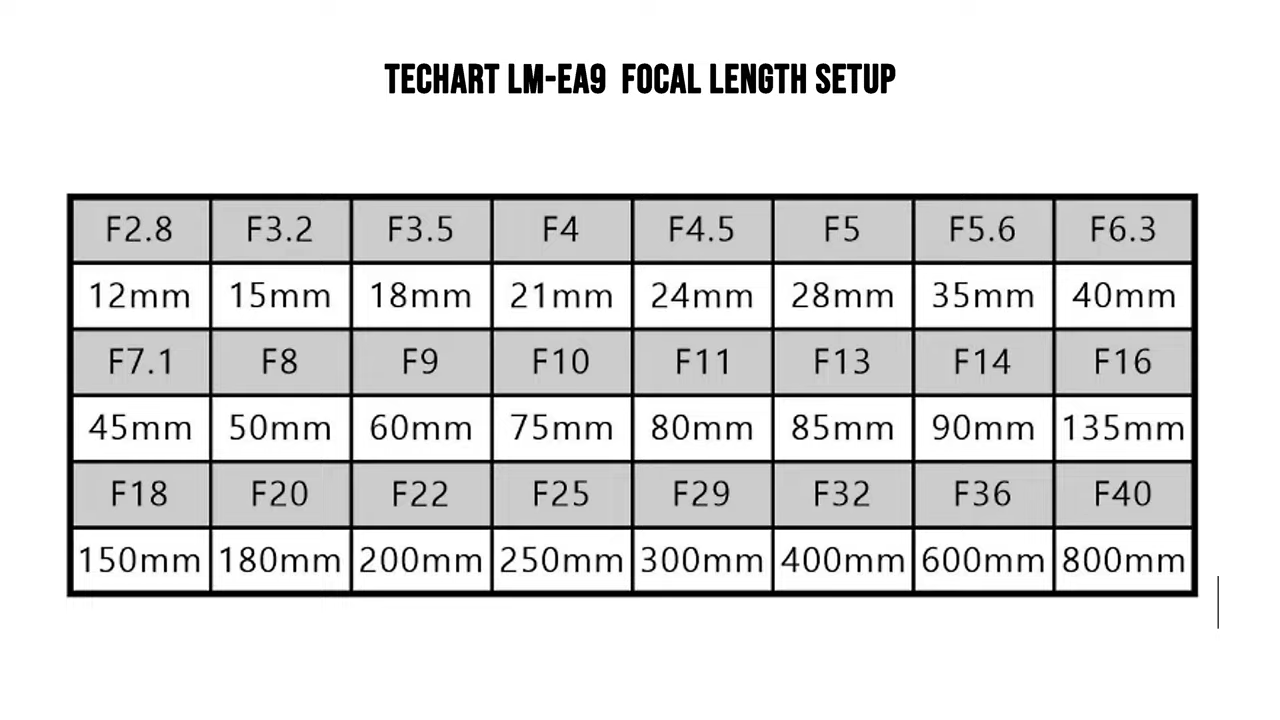 TECHART LM-EA9 FOCAL LENGTH SETUP
F2.8 F3.2 F3.5 F4 F4.5 F5 F5.6 F6.3
12mm 15mm 18mm 21mm 24mm 28mm 35mm 40mm
F7.1 F8 F9 F10 F11 F13 F14 F16
45mm 50mm 60mm 75mm 80mm 85mm 90mm 135mm
F18 F20 F22 F25 F29 F32 F36 F40
150mm 180mm 200mm 250mm 300mm 400mm 600mm 800mm